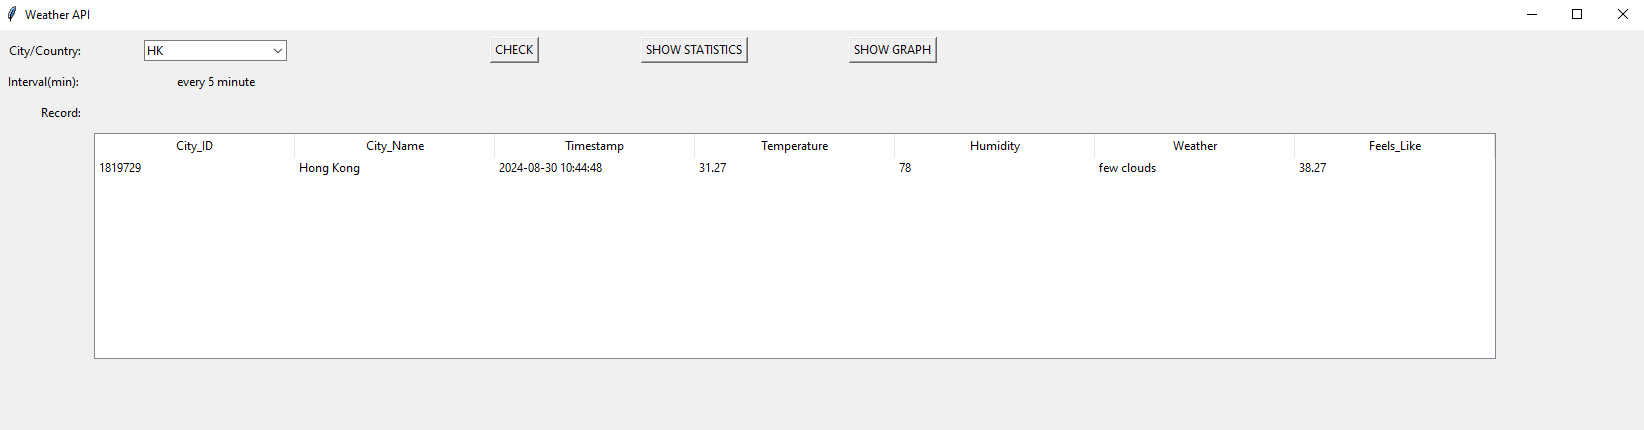 Weather API
City/Country: HK CHECK SHOW STATISTICS SHOW GRAPH
Interval(min): every 5 minute
Record:
City_ID City_Name Timestamp Temperature Humidity Weather Feels_Like
1819729 Hong Kong 2024-08-30 10:44:48 31.27 78 few clouds 38.27